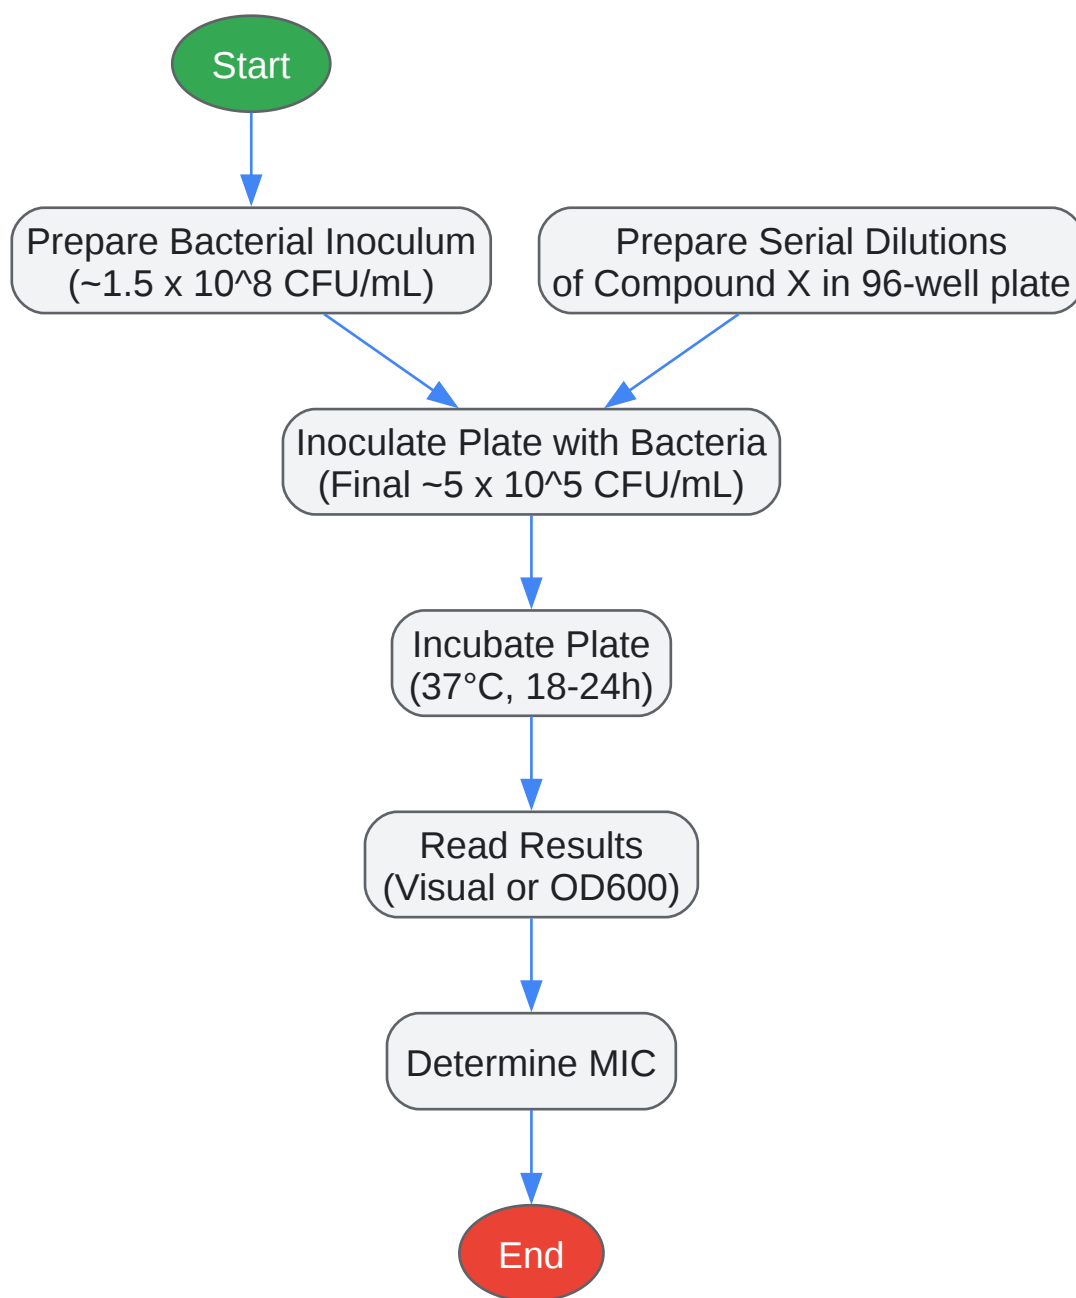 Start
Prepare Bacterial Inoculum
(~1.5 x 10^8 CFU/mL)
Prepare Serial Dilutions
of Compound X in 96-well plate
Inoculate Plate with Bacteria
(Final ~5 x 10^5 CFU/mL)
Incubate Plate
(37°C, 18-24h)
Read Results
(Visual or OD600)
Determine MIC
End